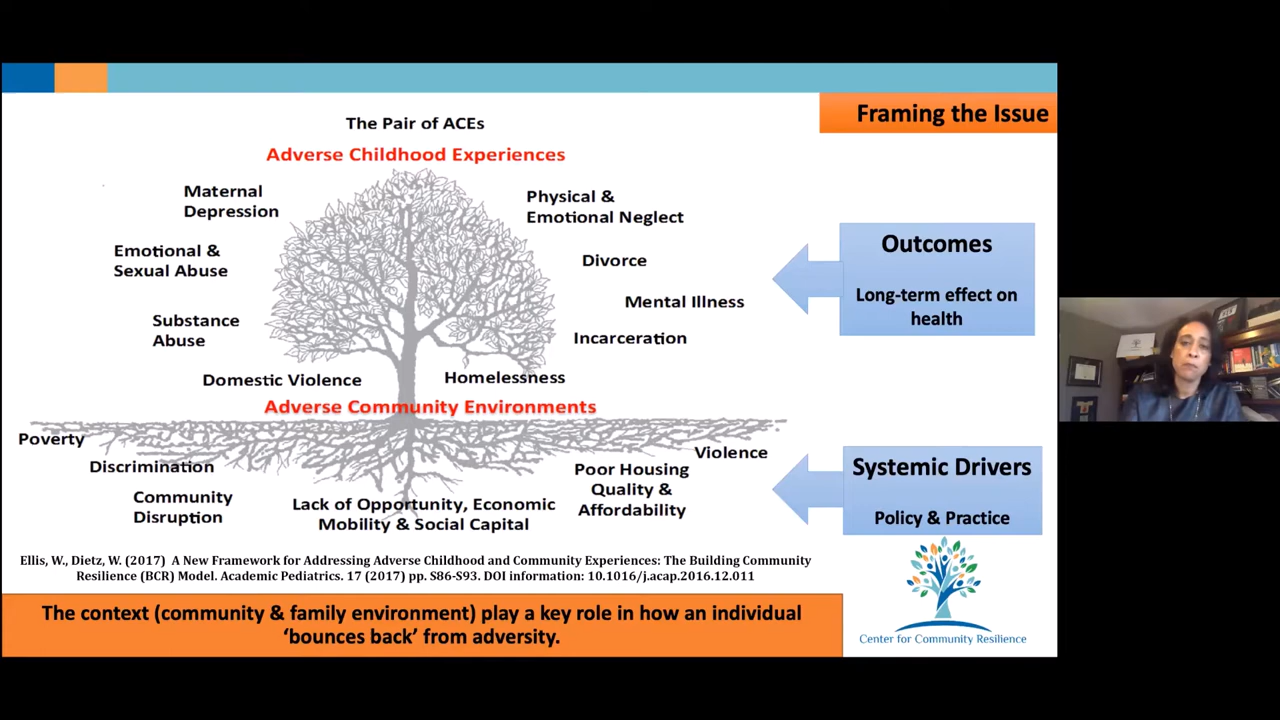 Framing the Issue
The Pair of ACEs
Adverse Childhood Experiences
Maternal
Depression
Physical &
Emotional Neglect
Emotional &
Sexual Abuse
Divorce
Mental Illness
Substance
Abuse
Incarceration
Domestic Violence
Homelessness
Outcomes
Long-term effect on
health
Adverse Community Environments
Poverty
Discrimination
Community
Disruption
Lack of Opportunity, Economic
Mobility & Social Capital
Poor Housing
Quality &
Affordability
Violence
Systemic Drivers
Policy & Practice
Ellis, W., Dietz, W. (2017) A New Framework for Addressing Adverse Childhood and Community Experiences: The Building Community
Resilience (BCR) Model. Academic Pediatrics. 17 (2017) pp. S86-S93. DOI information: 10.1016/j.acap.2016.12.011
The context (community & family environment) play a key role in how an individual
‘bounces back’ from adversity.
Center for Community Resilience